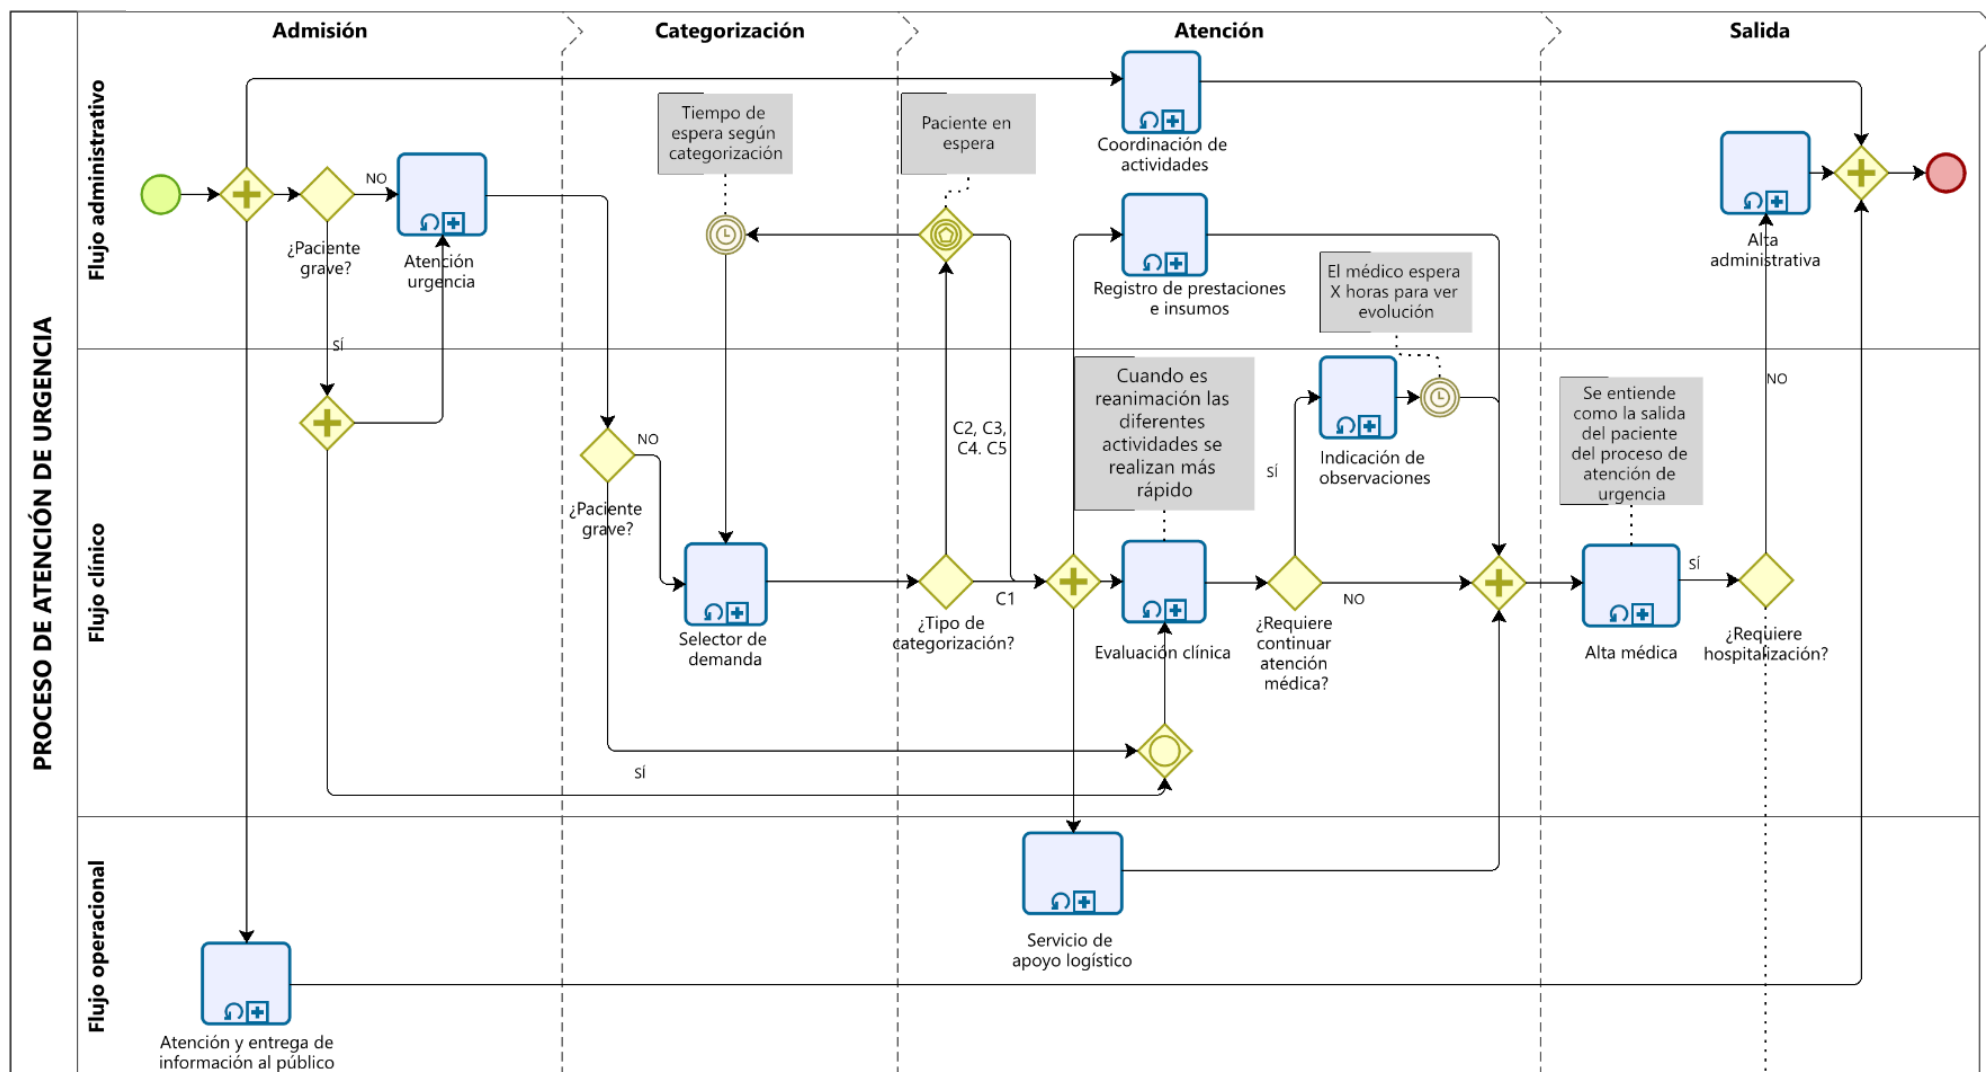 PROCESO DE ATENCIÓN DE URGENCIA
Admisión
Categorización
Atención
Salida
Flujo administrativo
Tiempo de
espera según
categorización
Paciente en
espera
Coordinación de
actividades
NO
¿Paciente
grave?
Atención
urgencia
SÍ
Registro de prestaciones
e insumos
El médico espera
X horas para ver
evolución
Alta
administrativa
Flujo clínico
NO
¿Paciente
grave?
SÍ
Selector de
demanda
C2, C3,
C4. C5
C1
¿Tipo de
categorización?
Cuando es
reanimación las
diferentes
actividades se
realizan más
rápido
Evaluación clínica
SÍ
Indicación de
observaciones
NO
¿Requiere
continuar
atención
médica?
Se entiende
como la salida
del paciente
del proceso de
atención de
urgencia
Alta médica
NO
SÍ
¿Requiere
hospitalización?
Flujo operacional
Servicio de
apoyo logístico
Atención y entrega de
información al público